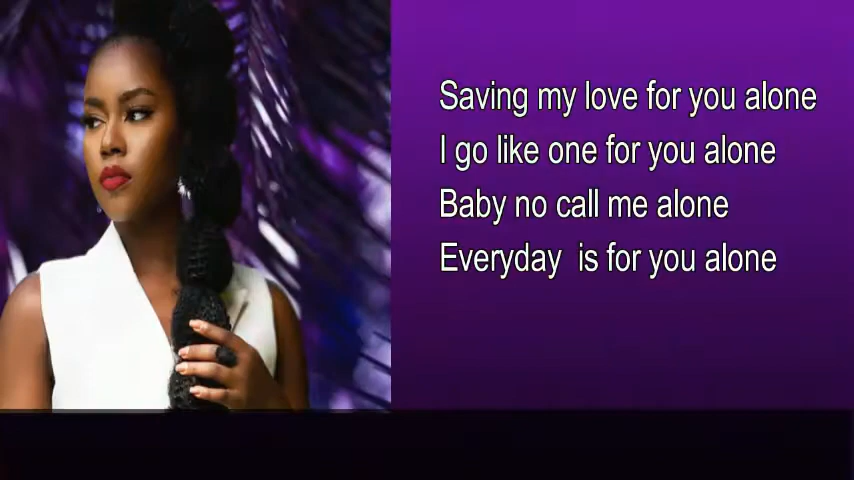 Saving my love for you alone
I go like one for you alone
Baby no call me alone
Everyday  is for you alone